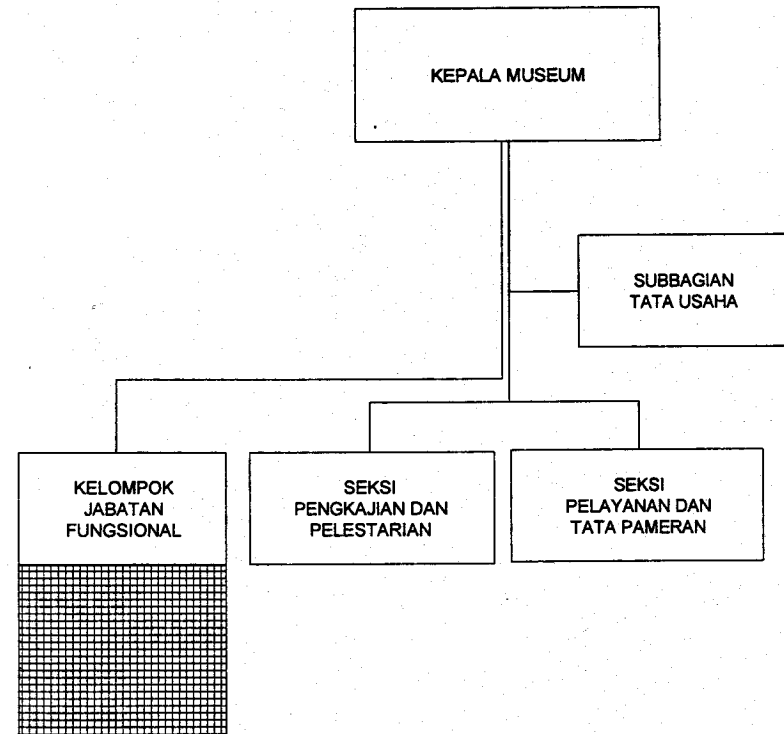 KEPALA MUSEUM
SUBBAGIAN
TATA USAHA
KELOMPOK
JABATAN
FUNGSIONAL
SEKSI
PENGKAJIAN DAN
PELESTARIAN
SEKSI
PELAYANAN DAN
TATA PAMERAN